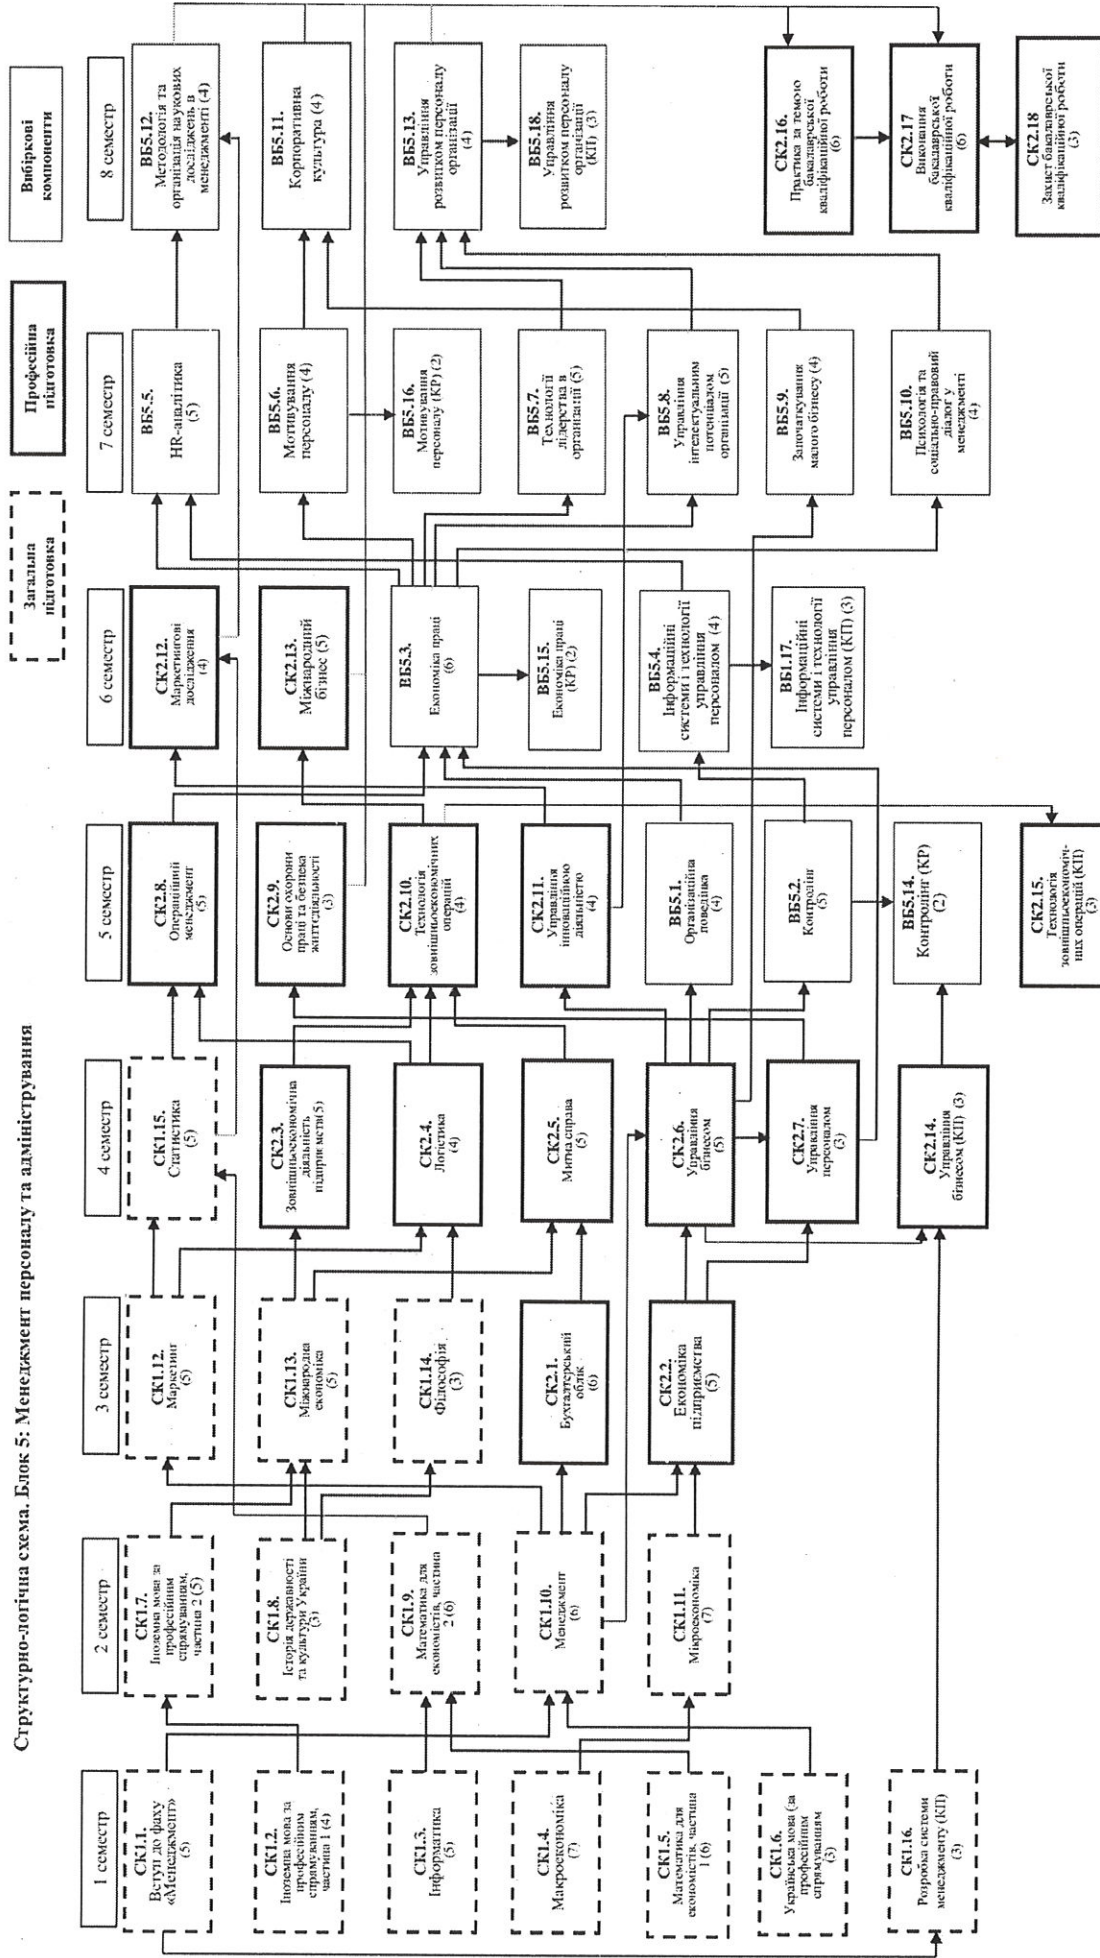 Структурно-логічна схема. Блок 5: Менеджмент персоналу та адміністрування
Загальна
підготовка
Професійна
підготовка
Вибіркові
компоненти
1 семестр
СК1.1.
Вступ до фаху
«Менеджмент»
(5)
СК1.2.
Іноземна мова за
професійним
спрямуванням,
частина 1 (4)
СК1.3.
Інформатика
(5)
СК1.4.
Макроекономіка
(7)
СК1.5.
Математика для
економістів, частина
1 (6)
СК1.6.
Українська мова (за
професійним
спрямуванням
(3)
СК1.16.
Розробка системи
менеджменту (КП)
(3)
2 семестр
СК1.7.
Іноземна мова за
професійним
спрямуванням,
частина 2 (5)
СК1.8.
Історія державності
та культури України
(3)
СК1.9.
Математика для
економістів, частина
2 (6)
СК1.10.
Менеджмент
(6)
СК1.11.
Мікроекономіка
(7)
3 семестр
СК1.12.
Маркетинг
(5)
СК1.13.
Міжнародна
економіка
(5)
СК1.14.
Філософія
(3)
СК2.1.
Бухгалтерський
облік
(6)
СК2.2.
Економіка
підприємства
(5)
4 семестр
СК1.15.
Статистика
(5)
СК2.3.
Зовнішньоекономічна
діяльність
підприємств(5)
СК2.4.
Логістика
(4)
СК2.5.
Митна справа
(5)
СК2.6.
Управління
бізнесом
(5)
СК2.7.
Управління
персоналом
(3)
СК2.14.
Управління
бізнесом (КП) (3)
5 семестр
СК2.8.
Операційний
менеджмент
(5)
СК2.9.
Основи охорони
праці та безпека
життєдіяльності
(3)
СК2.10.
Технологія
зовнішньоекономічних
операцій
(4)
СК2.11.
Управління
інноваційною
діяльністю
(4)
ВБ5.1.
Організаційна
поведінка
(4)
ВБ5.2.
Контролінг
(5)
ВБ5.14.
Контролінг (КР)
(2)
СК2.15.
Технологія
зовнішньоекономіч-
них операцій (КП)
(3)
6 семестр
СК2.12.
Маркетингові
дослідження
(4)
СК2.13.
Міжнародний
бізнес (5)
ВБ5.3.
Економіка праці
(6)
ВБ5.15.
Економіка праці
(КР) (2)
ВБ5.4.
Інформаційні
системи і технології
управління
персоналом (4)
ВБ1.17.
Інформаційні
системи і технології
управління
персоналом (КП) (3)
7 семестр
ВБ5.5.
HR-аналітика
(5)
ВБ5.6.
Мотивування
персоналу (4)
ВБ5.16.
Мотивування
персоналу (КР) (2)
ВБ5.7.
Технології
лідерства в
організації (5)
ВБ5.8.
Управління
інтелектуальним
потенціалом
організації (5)
ВБ5.9.
Започаткування
малого бізнесу (4)
ВБ5.10.
Психологія та
соціально-правовий
діалог у
менеджменті
(4)
8 семестр
ВБ5.12.
Методологія та
організація наукових
досліджень в
менеджменті (4)
ВБ5.11.
Корпоративна
культура (4)
ВБ5.13.
Управління
розвитком персоналу
організації
(4)
ВБ5.18.
Управління
розвитком персоналу
організації
(КП) (3)
СК2.16.
Практика за темою
бакалаврської
кваліфікаційної роботи
(6)
СК2.17
Виконання
бакалаврської
кваліфікаційної роботи
(6)
СК2.18
Захист бакалаврської
кваліфікаційної роботи
(3)